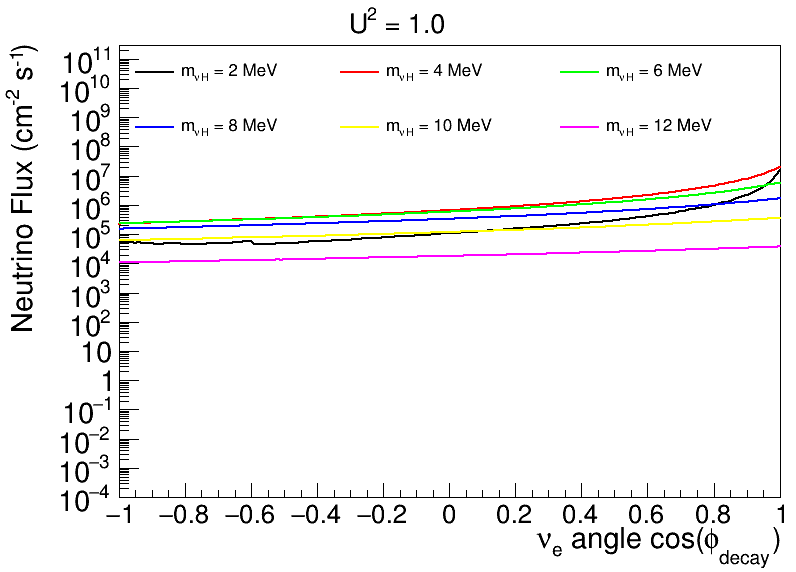 U² = 1.0
m_νH = 2 MeV m_νH = 4 MeV m_νH = 6 MeV
m_νH = 8 MeV m_νH = 10 MeV m_νH = 12 MeV
Neutrino Flux (cm⁻² s⁻¹)
10¹¹
10¹⁰
10⁹
10⁸
10⁷
10⁶
10⁵
10⁴
10³
10²
10
1
10⁻¹
10⁻²
10⁻³
10⁻⁴
−1 −0.8 −0.6 −0.4 −0.2 0 0.2 0.4 0.6 0.8 1
ν_e angle cos(ϕ_decay)